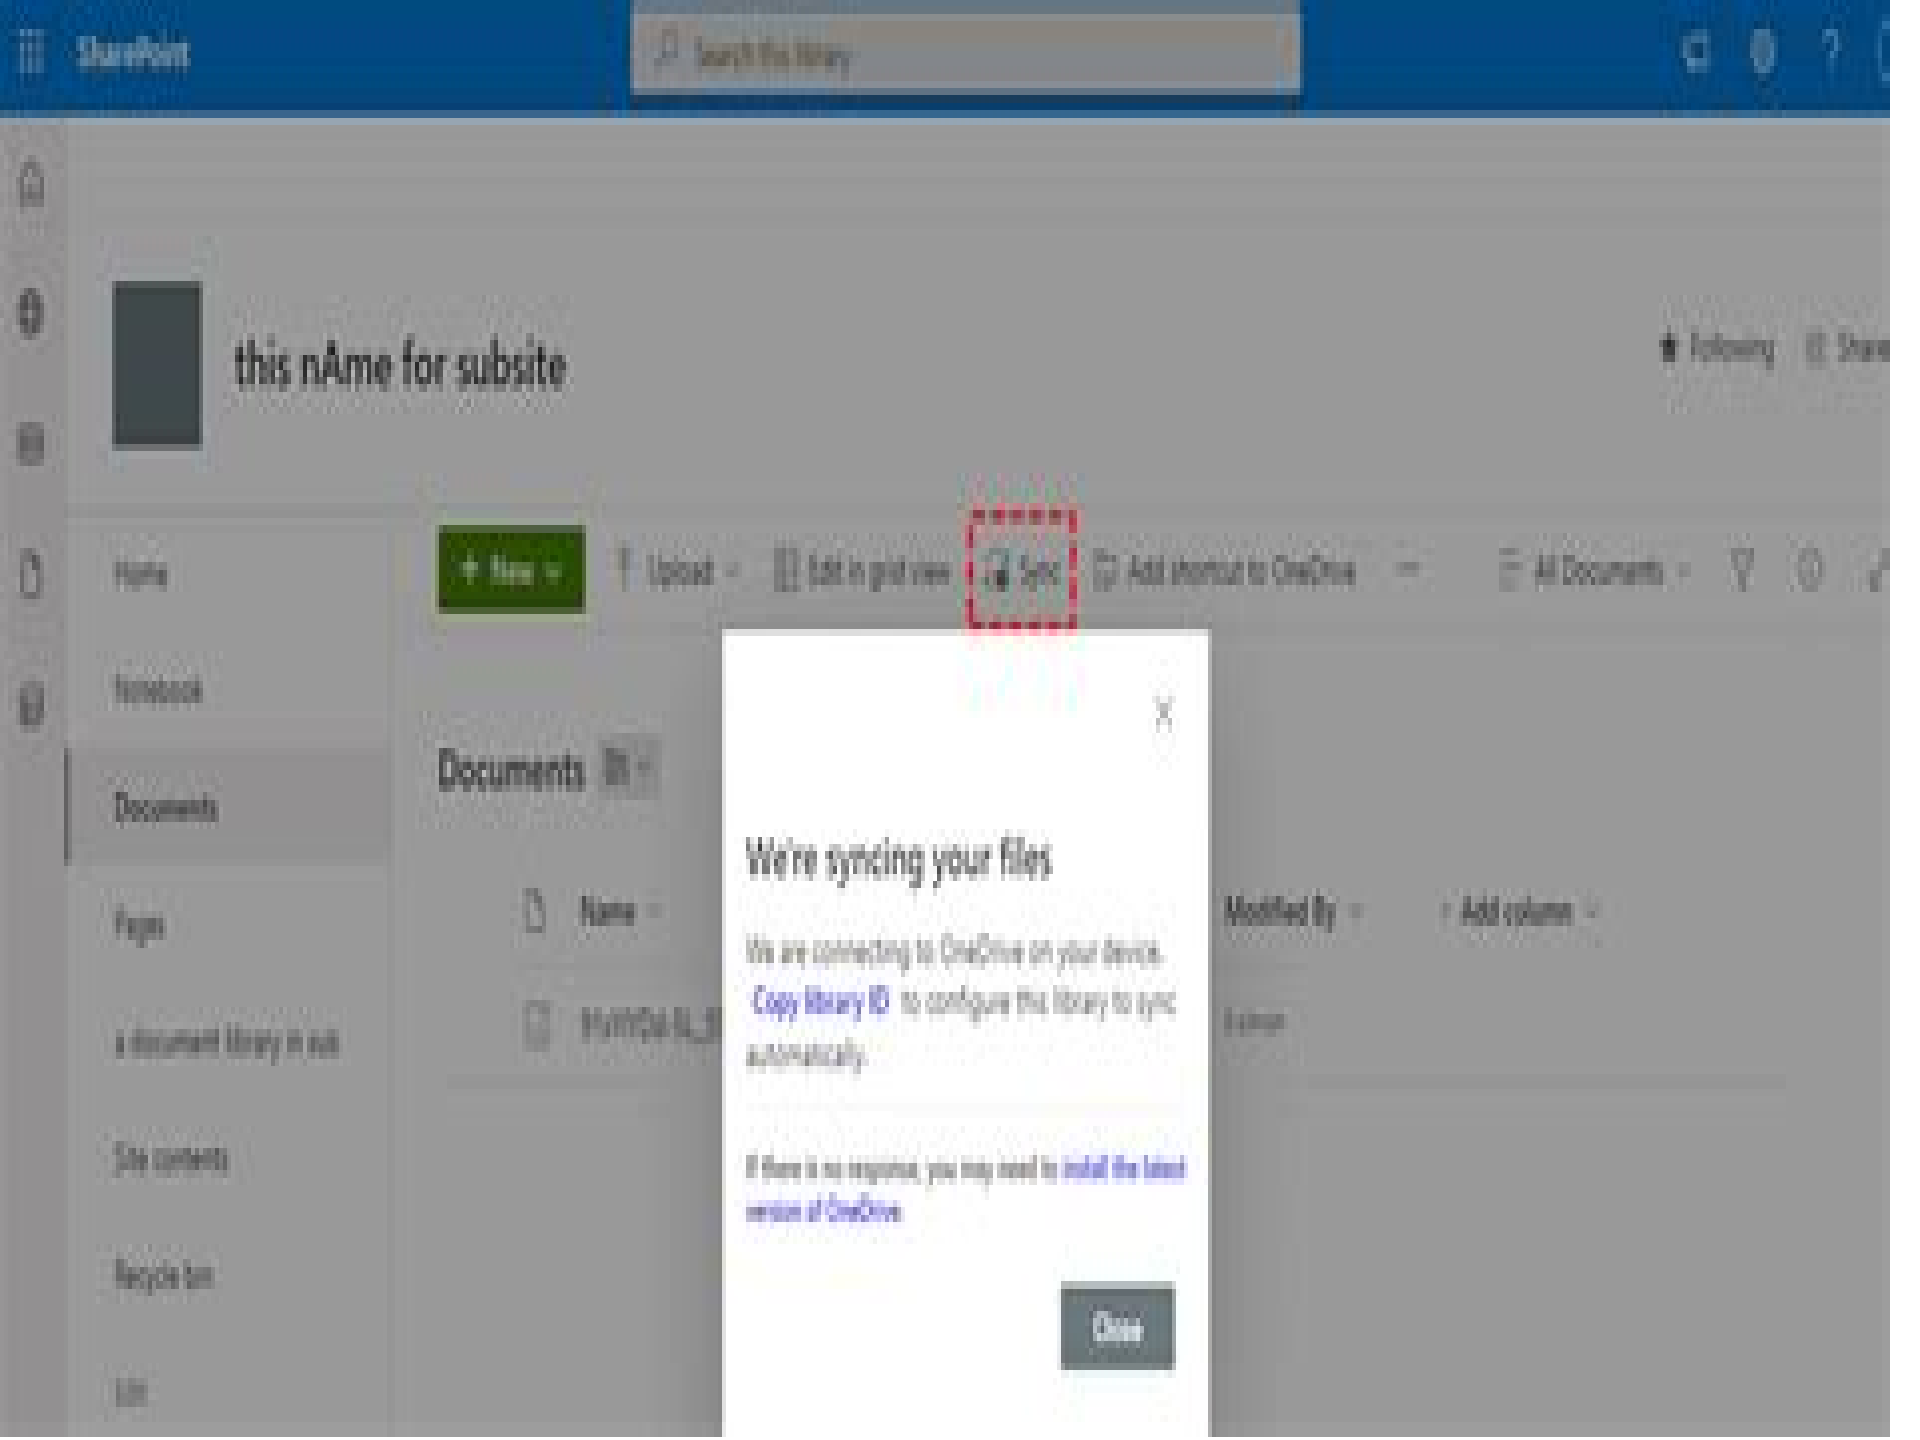 SharePoint
Search this library
?
this nAme for subsite
Following
Share
Home
+ New
Upload
Edit in grid view
Sync
Add shortcut to OneDrive
All Documents
Notebook
Documents
Documents
X
We're syncing your files
Pages
Name
Modified By
Add column
We are connecting to OneDrive on your device.
Copy library ID to configure this library to sync
automatically.
a document library in sub
Site contents
If there is no response, you may need to install the latest
version of OneDrive.
Recycle bin
Close
Edit